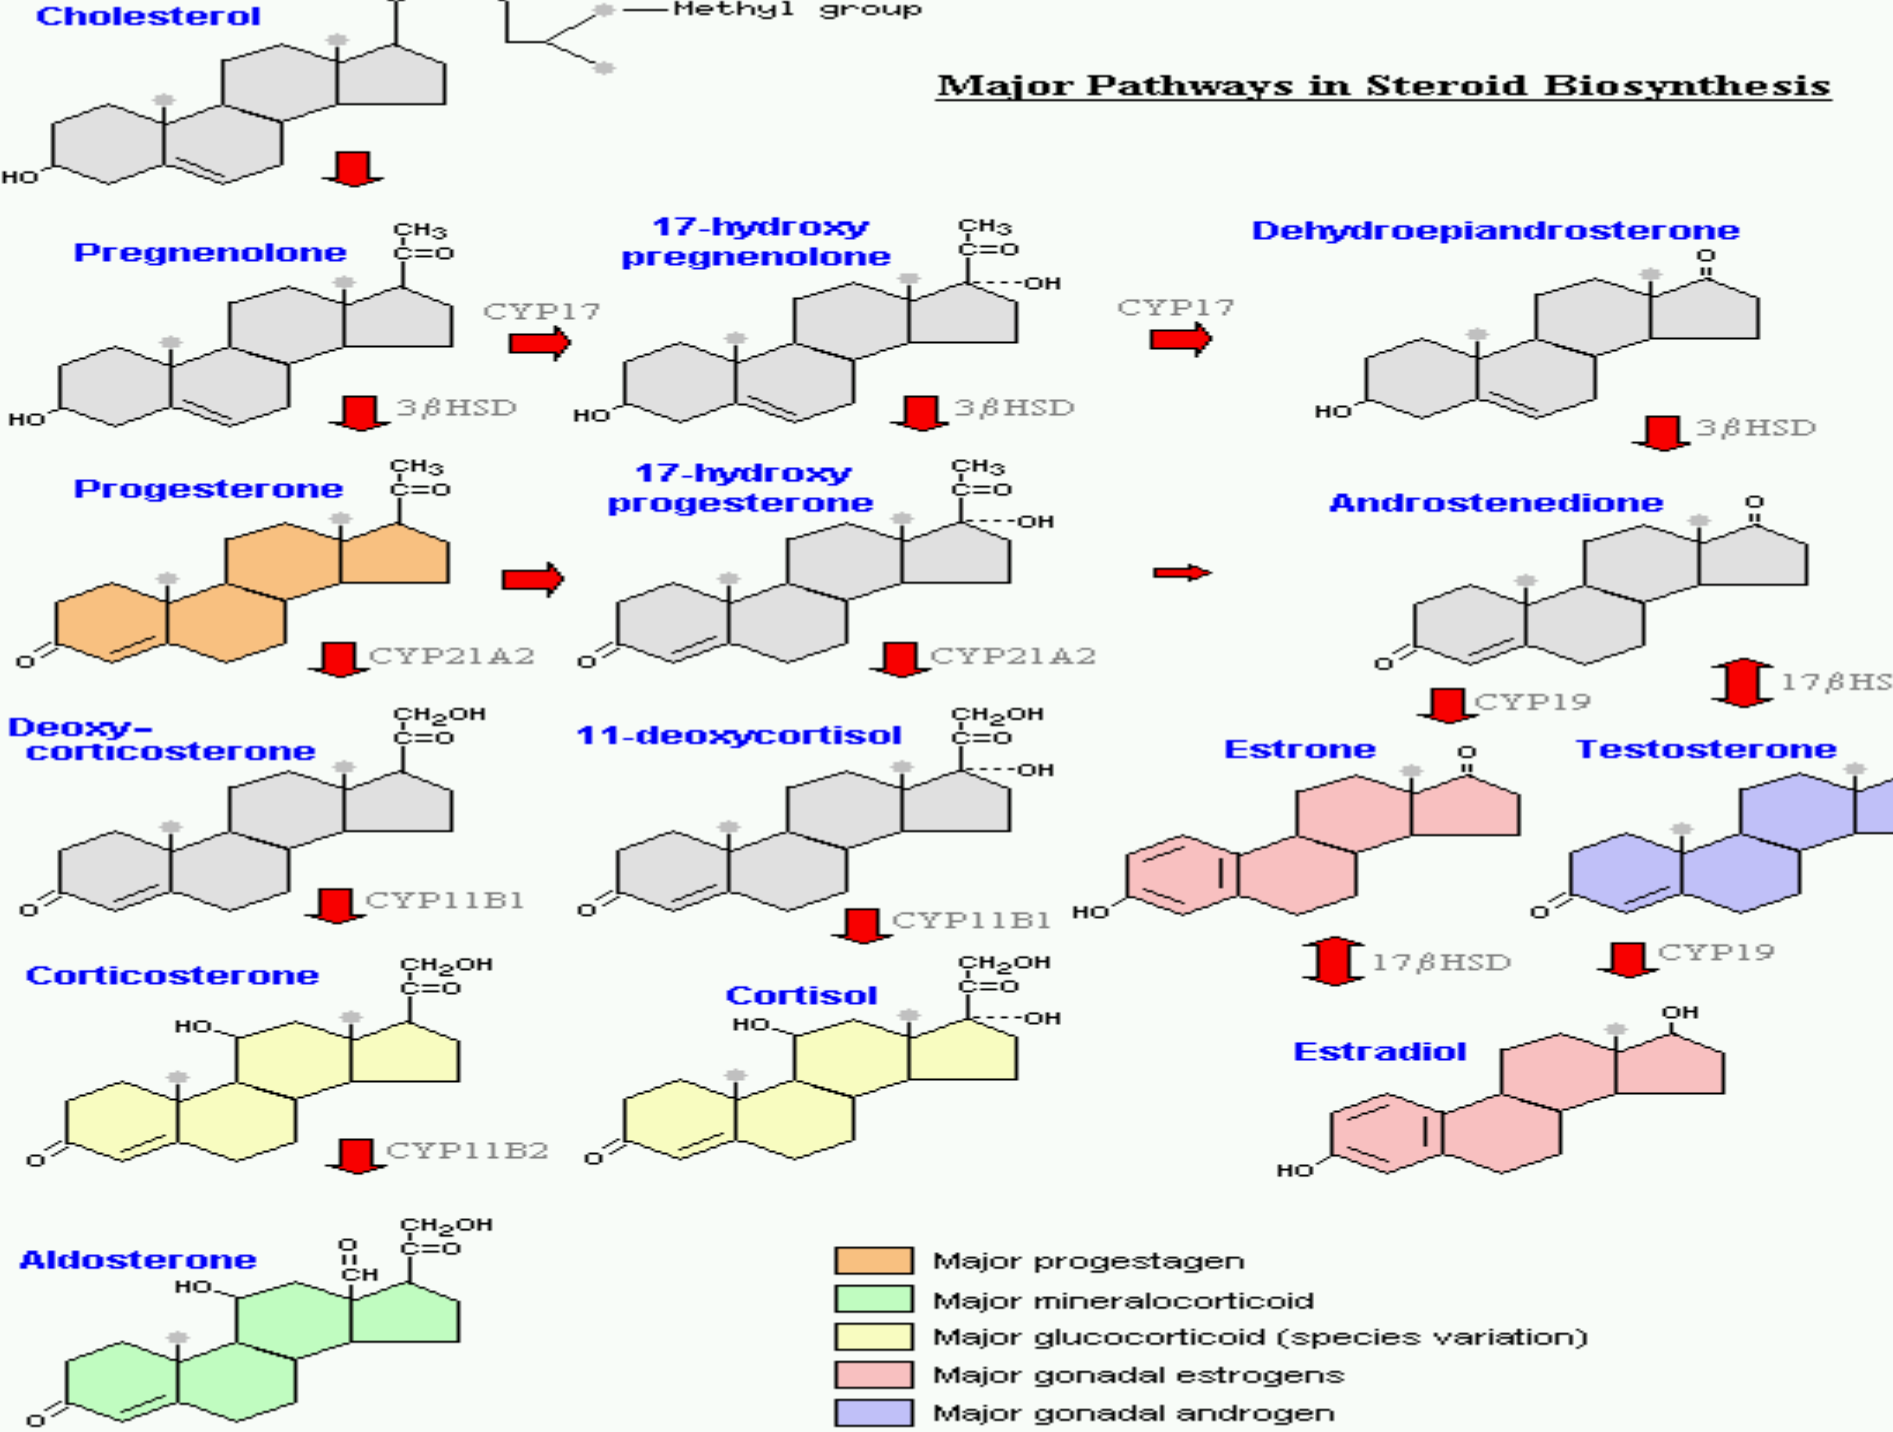 Cholesterol
Methyl group
Major Pathways in Steroid Biosynthesis
HO
Pregnenolone
CH3
C=O
HO
CYP17
3βHSD
17-hydroxy
pregnenolone
CH3
C=O
OH
HO
CYP17
3βHSD
Dehydroepiandrosterone
O
HO
3βHSD
Progesterone
CH3
C=O
O
CYP21A2
17-hydroxy
progesterone
CH3
C=O
OH
O
CYP21A2
Androstenedione
O
O
CYP19
17βHS
Deoxy-
corticosterone
CH2OH
C=O
O
CYP11B1
11-deoxycortisol
CH2OH
C=O
OH
O
CYP11B1
Estrone
O
HO
17βHSD
Testosterone
O
CYP19
Corticosterone
CH2OH
C=O
HO
O
CYP11B2
Cortisol
CH2OH
C=O
HO
OH
O
Estradiol
OH
HO
Aldosterone
CH2OH
C=O
O
CH
HO
O
Major progestagen
Major mineralocorticoid
Major glucocorticoid (species variation)
Major gonadal estrogens
Major gonadal androgen